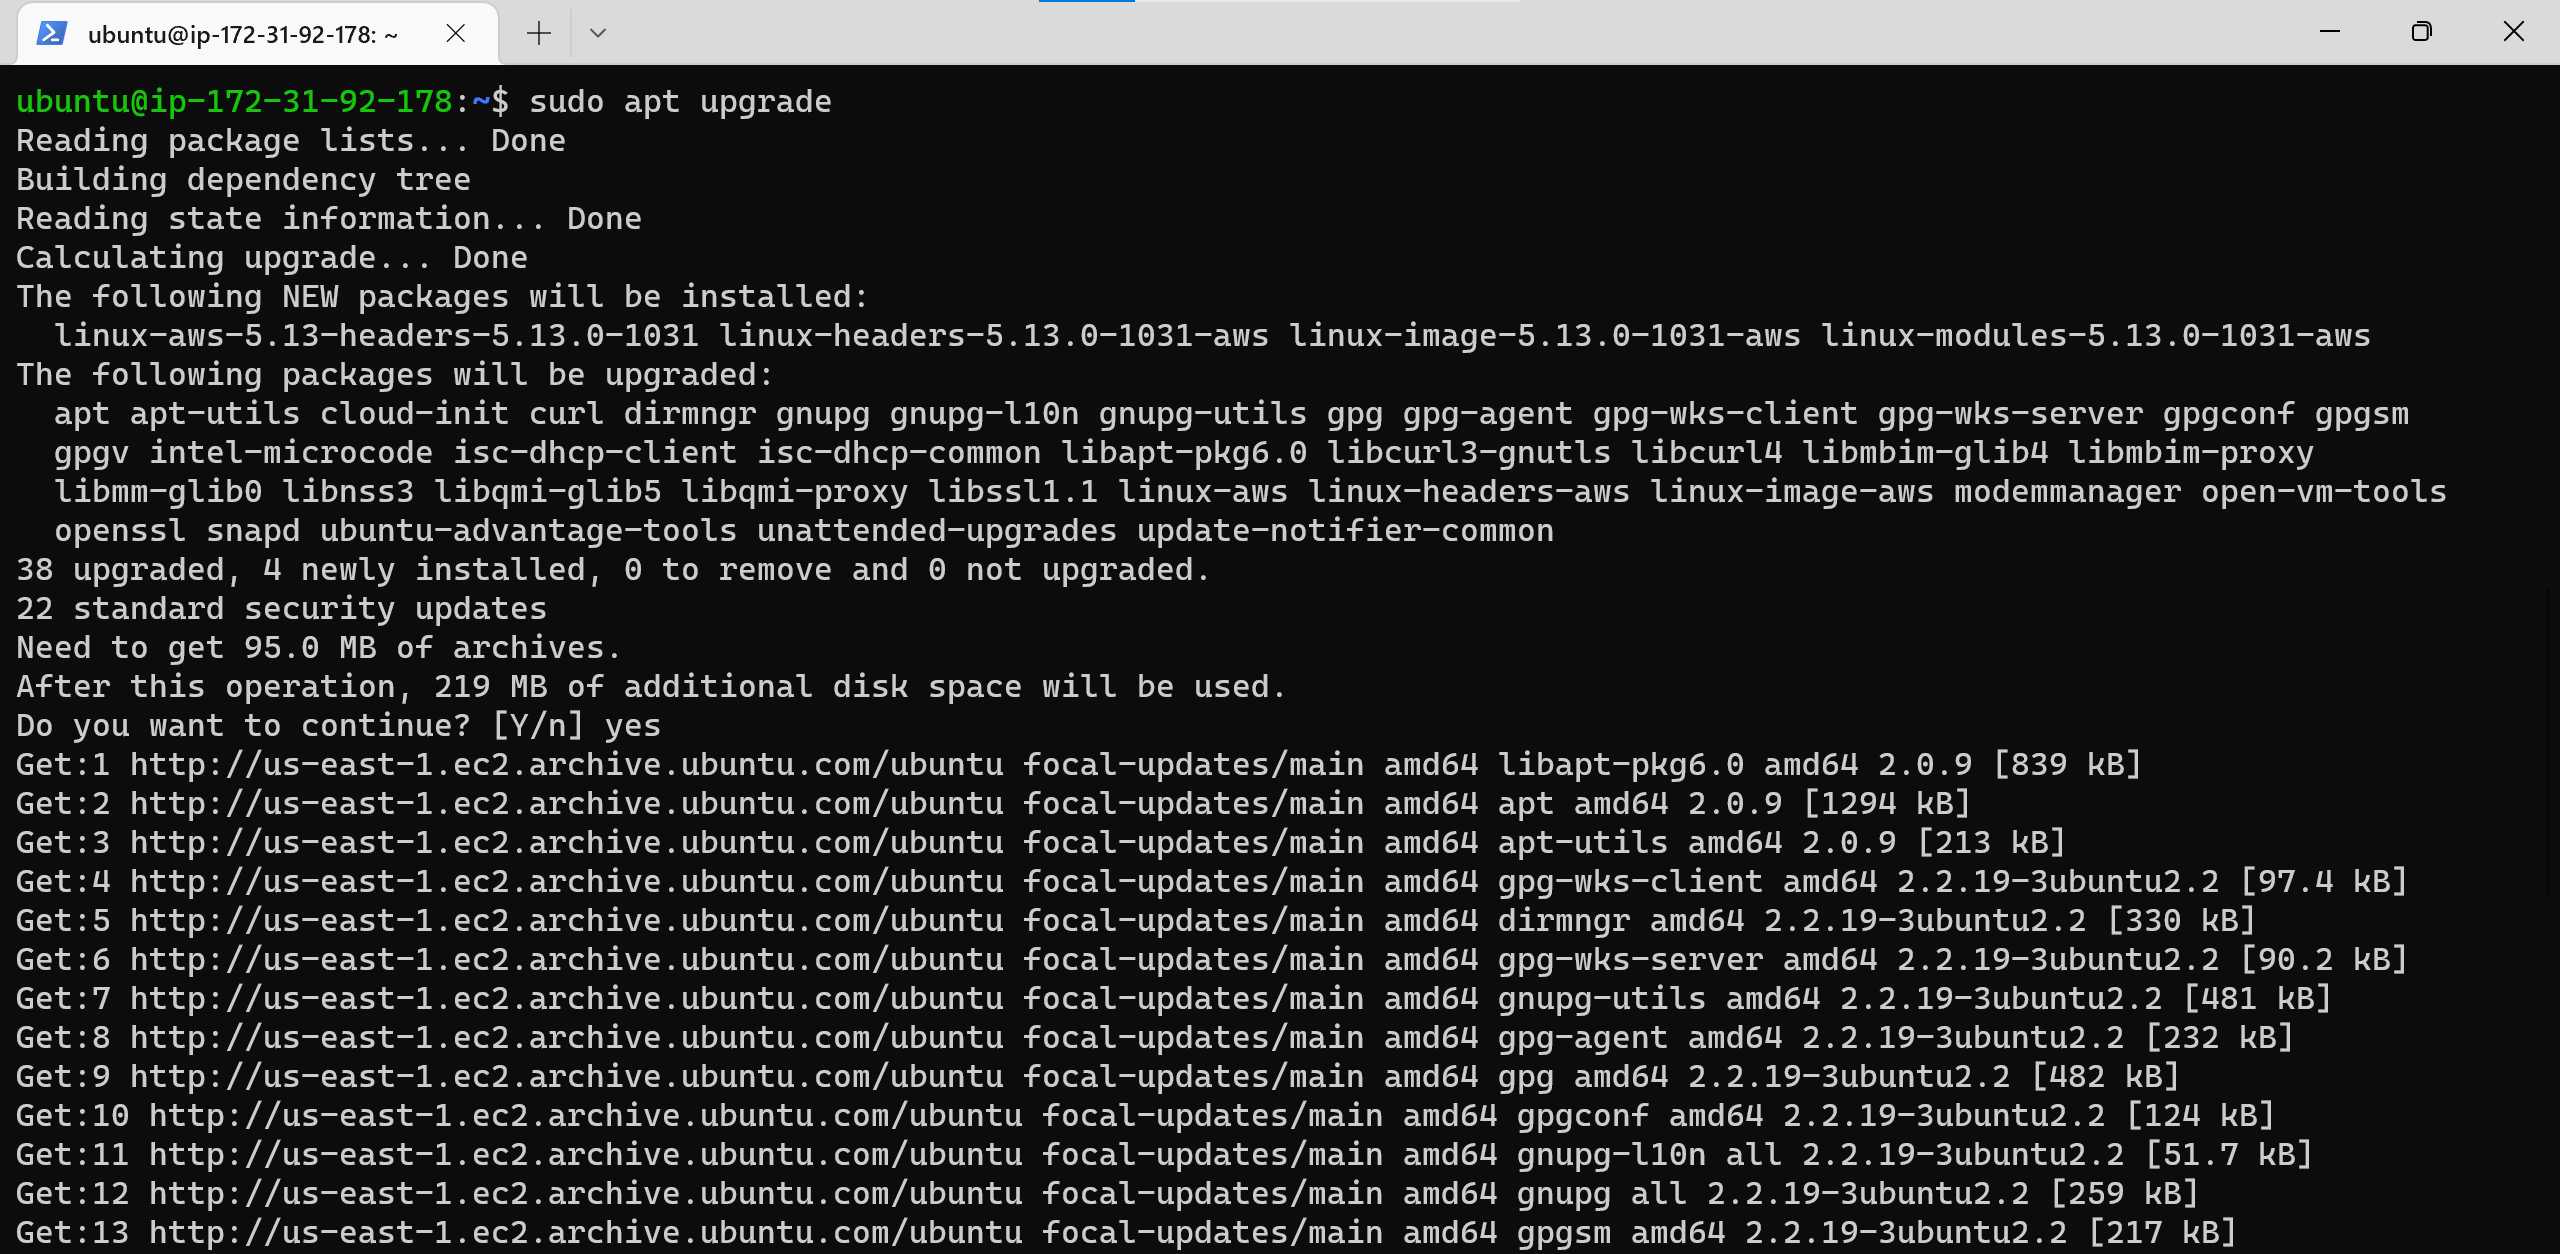 ubuntu@ip-172-31-92-178: ~
ubuntu@ip-172-31-92-178:~$ sudo apt upgrade
Reading package lists... Done
Building dependency tree
Reading state information... Done
Calculating upgrade... Done
The following NEW packages will be installed:
  linux-aws-5.13-headers-5.13.0-1031 linux-headers-5.13.0-1031-aws linux-image-5.13.0-1031-aws linux-modules-5.13.0-1031-aws
The following packages will be upgraded:
  apt apt-utils cloud-init curl dirmngr gnupg gnupg-l10n gnupg-utils gpg gpg-agent gpg-wks-client gpg-wks-server gpgconf gpgsm
  gpgv intel-microcode isc-dhcp-client isc-dhcp-common libapt-pkg6.0 libcurl3-gnutls libcurl4 libmbim-glib4 libmbim-proxy
  libmm-glib0 libnss3 libqmi-glib5 libqmi-proxy libssl1.1 linux-aws linux-headers-aws linux-image-aws modemmanager open-vm-tools
  openssl snapd ubuntu-advantage-tools unattended-upgrades update-notifier-common
38 upgraded, 4 newly installed, 0 to remove and 0 not upgraded.
22 standard security updates
Need to get 95.0 MB of archives.
After this operation, 219 MB of additional disk space will be used.
Do you want to continue? [Y/n] yes
Get:1 http://us-east-1.ec2.archive.ubuntu.com/ubuntu focal-updates/main amd64 libapt-pkg6.0 amd64 2.0.9 [839 kB]
Get:2 http://us-east-1.ec2.archive.ubuntu.com/ubuntu focal-updates/main amd64 apt amd64 2.0.9 [1294 kB]
Get:3 http://us-east-1.ec2.archive.ubuntu.com/ubuntu focal-updates/main amd64 apt-utils amd64 2.0.9 [213 kB]
Get:4 http://us-east-1.ec2.archive.ubuntu.com/ubuntu focal-updates/main amd64 gpg-wks-client amd64 2.2.19-3ubuntu2.2 [97.4 kB]
Get:5 http://us-east-1.ec2.archive.ubuntu.com/ubuntu focal-updates/main amd64 dirmngr amd64 2.2.19-3ubuntu2.2 [330 kB]
Get:6 http://us-east-1.ec2.archive.ubuntu.com/ubuntu focal-updates/main amd64 gpg-wks-server amd64 2.2.19-3ubuntu2.2 [90.2 kB]
Get:7 http://us-east-1.ec2.archive.ubuntu.com/ubuntu focal-updates/main amd64 gnupg-utils amd64 2.2.19-3ubuntu2.2 [481 kB]
Get:8 http://us-east-1.ec2.archive.ubuntu.com/ubuntu focal-updates/main amd64 gpg-agent amd64 2.2.19-3ubuntu2.2 [232 kB]
Get:9 http://us-east-1.ec2.archive.ubuntu.com/ubuntu focal-updates/main amd64 gpg amd64 2.2.19-3ubuntu2.2 [482 kB]
Get:10 http://us-east-1.ec2.archive.ubuntu.com/ubuntu focal-updates/main amd64 gpgconf amd64 2.2.19-3ubuntu2.2 [124 kB]
Get:11 http://us-east-1.ec2.archive.ubuntu.com/ubuntu focal-updates/main amd64 gnupg-l10n all 2.2.19-3ubuntu2.2 [51.7 kB]
Get:12 http://us-east-1.ec2.archive.ubuntu.com/ubuntu focal-updates/main amd64 gnupg all 2.2.19-3ubuntu2.2 [259 kB]
Get:13 http://us-east-1.ec2.archive.ubuntu.com/ubuntu focal-updates/main amd64 gpgsm amd64 2.2.19-3ubuntu2.2 [217 kB]